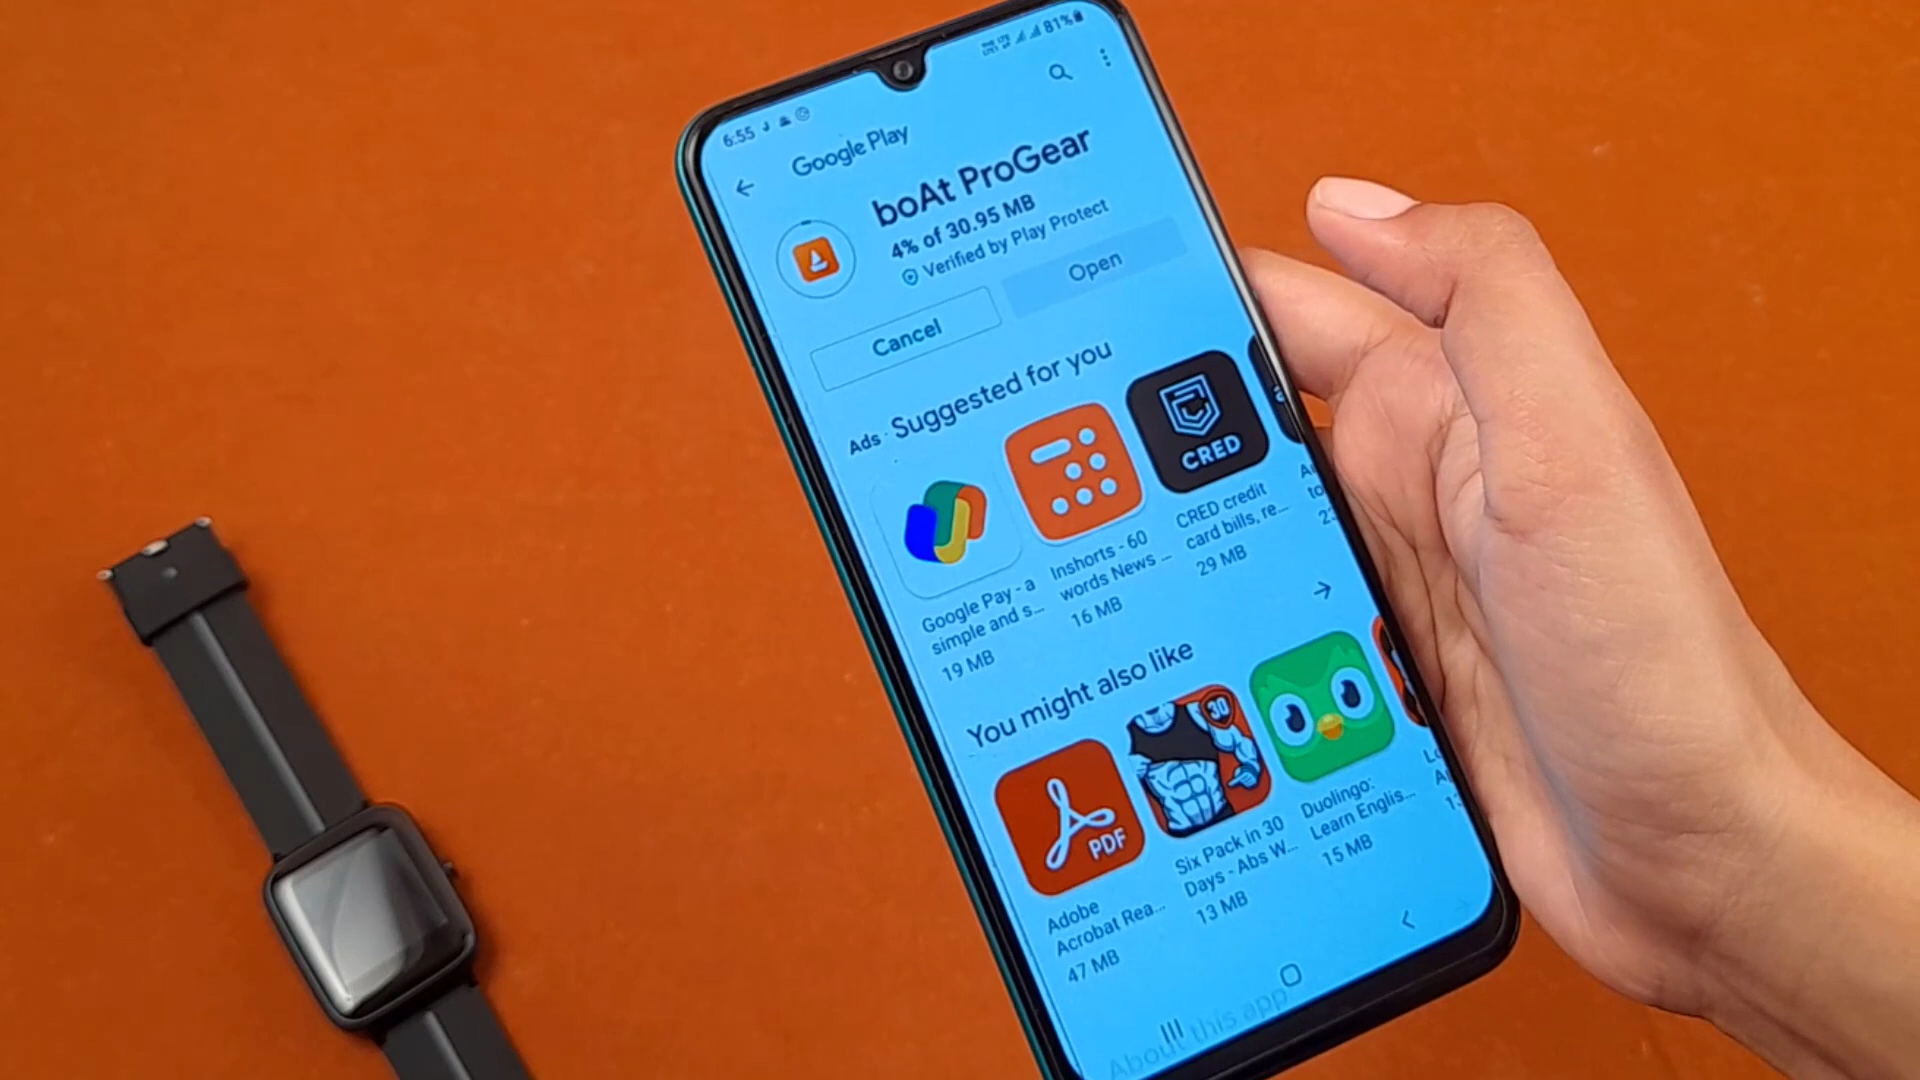 6:55
81%
Google Play
boAt ProGear
4% of 30.95 MB
Verified by Play Protect
Cancel
Open
Ads · Suggested for you
CRED
Google Pay - a
simple and s...
19 MB
Inshorts - 60
words News ...
16 MB
CRED credit
card bills, re...
29 MB
You might also like
PDF
30
Adobe
Acrobat Rea...
47 MB
Six Pack in 30
Days - Abs W...
13 MB
Duolingo:
Learn Englis...
15 MB
About this app